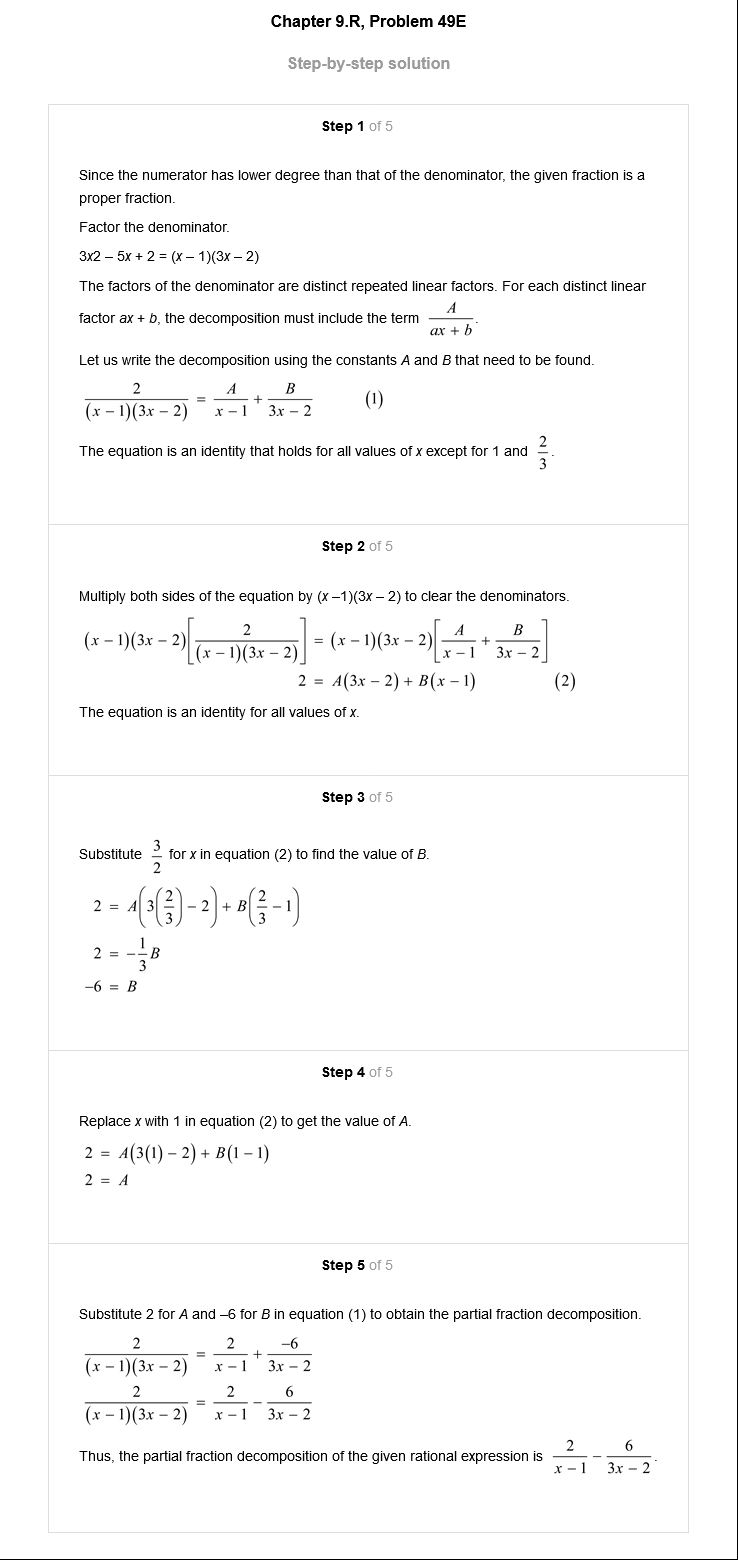 Chapter 9.R, Problem 49E
Step-by-step solution
Step 1 of 5
Since the numerator has lower degree than that of the denominator, the given fraction is a
proper fraction.
Factor the denominator.
3x2 – 5x + 2 = (x – 1)(3x – 2)
The factors of the denominator are distinct repeated linear factors. For each distinct linear
factor ax + b, the decomposition must include the term \frac{A}{ax + b}.
Let us write the decomposition using the constants A and B that need to be found.
\frac{2}{(x − 1)(3x − 2)} = \frac{A}{x − 1} + \frac{B}{3x − 2} (1)
The equation is an identity that holds for all values of x except for 1 and \frac{2}{3}.
Step 2 of 5
Multiply both sides of the equation by (x –1)(3x – 2) to clear the denominators.
(x − 1)(3x − 2)[\frac{2}{(x − 1)(3x − 2)}] = (x − 1)(3x − 2)[\frac{A}{x − 1} + \frac{B}{3x − 2}]
2 = A(3x − 2) + B(x − 1) (2)
The equation is an identity for all values of x.
Step 3 of 5
Substitute \frac{3}{2} for x in equation (2) to find the value of B.
2 = A(3(\frac{2}{3}) − 2) + B(\frac{2}{3} − 1)
2 = −\frac{1}{3}B
−6 = B
Step 4 of 5
Replace x with 1 in equation (2) to get the value of A.
2 = A(3(1) − 2) + B(1 − 1)
2 = A
Step 5 of 5
Substitute 2 for A and –6 for B in equation (1) to obtain the partial fraction decomposition.
\frac{2}{(x − 1)(3x − 2)} = \frac{2}{x − 1} + \frac{−6}{3x − 2}
\frac{2}{(x − 1)(3x − 2)} = \frac{2}{x − 1} − \frac{6}{3x − 2}
Thus, the partial fraction decomposition of the given rational expression is \frac{2}{x − 1} − \frac{6}{3x − 2}.